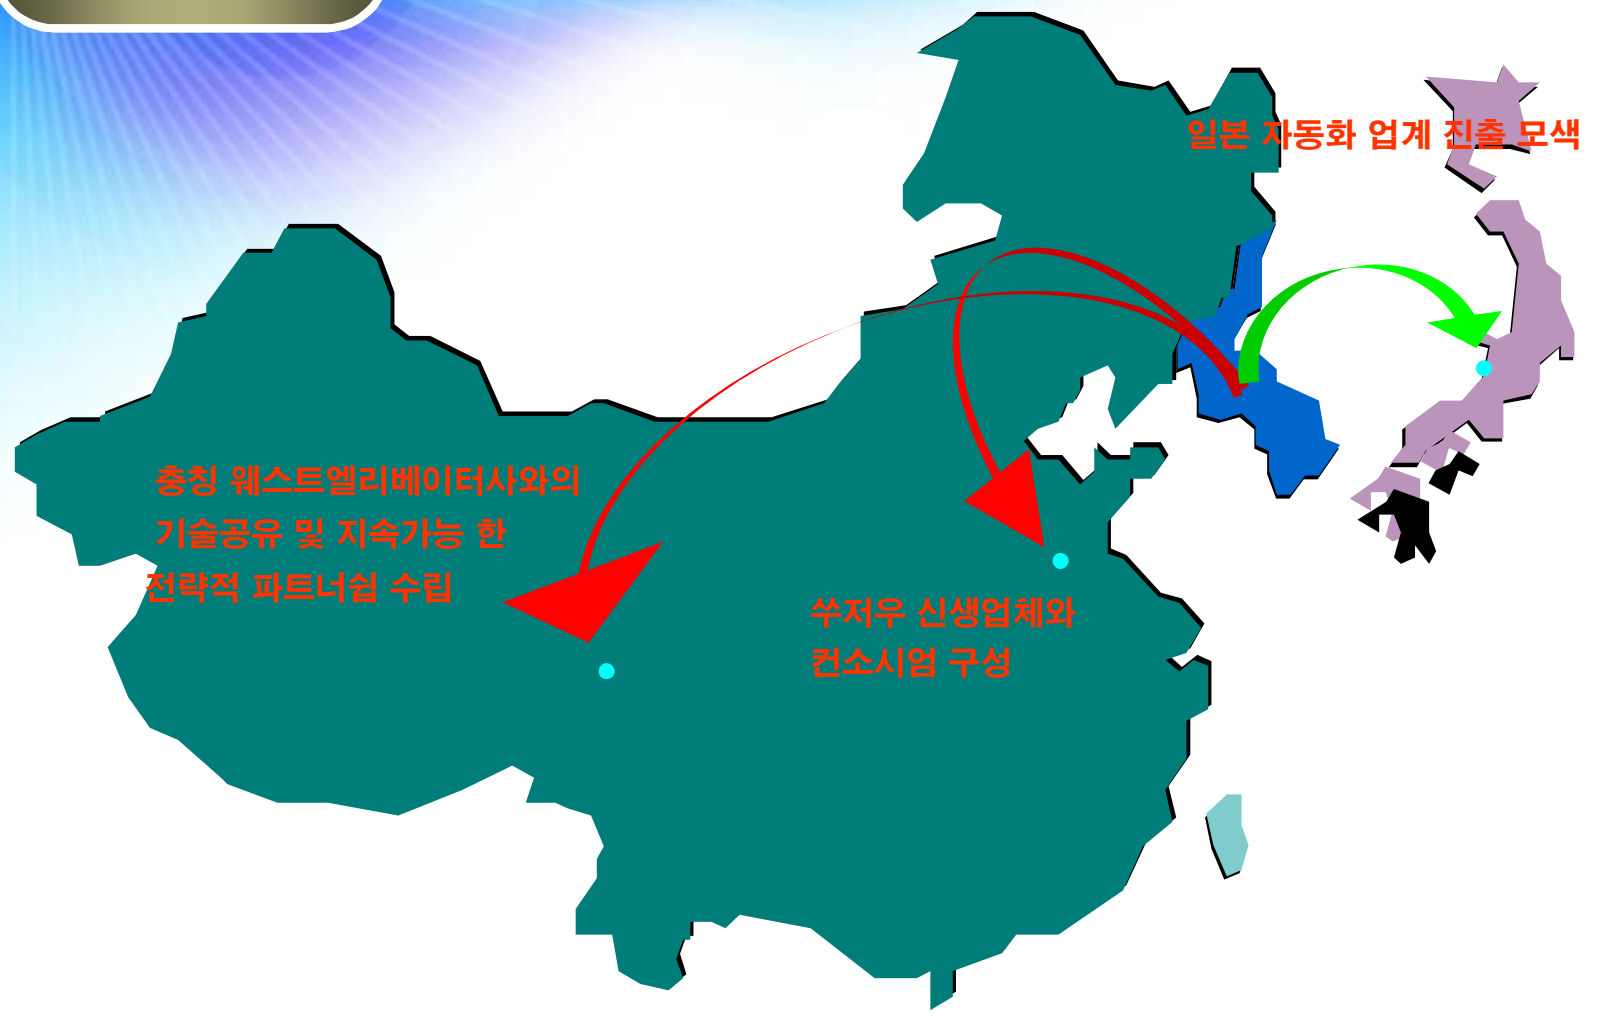 일본 자동화 업계 진출 모색
충칭 웨스트엘리베이터사와의
기술공유 및 지속가능 한
전략적 파트너쉽 수립
쑤저우 신생업체와
컨소시엄 구성